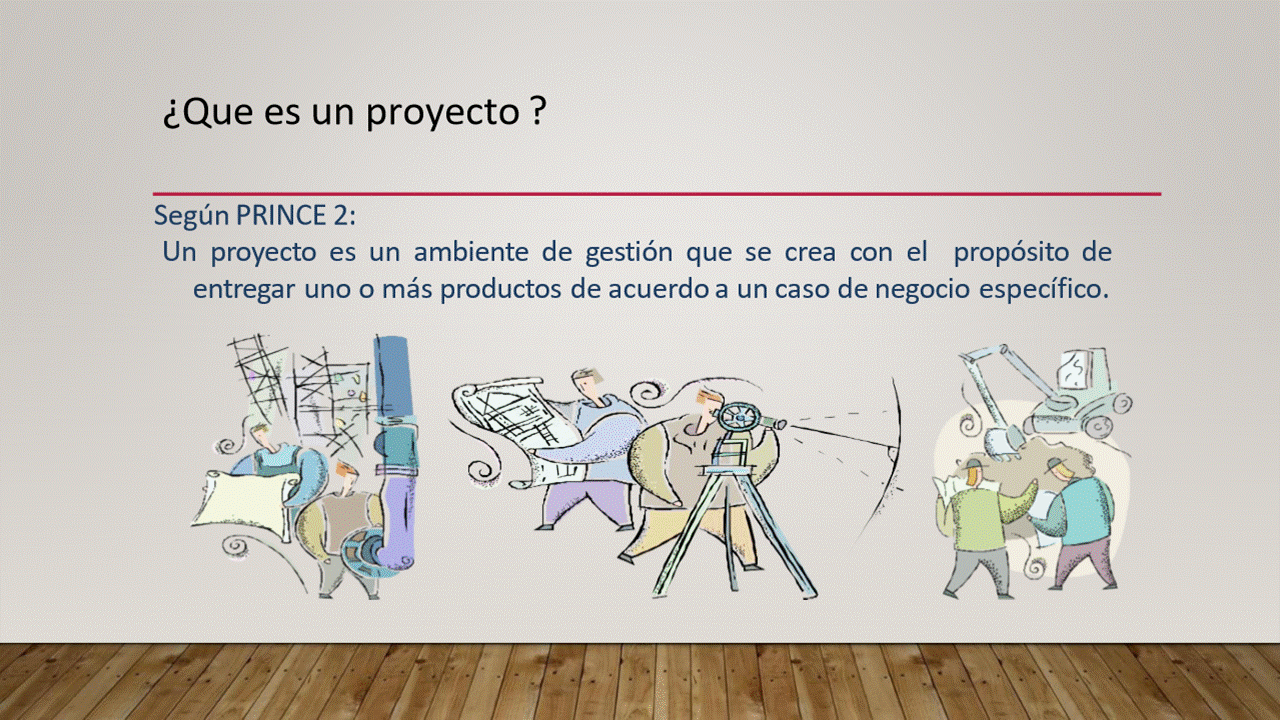 ¿Que es un proyecto ?
Según PRINCE 2:
Un proyecto es un ambiente de gestión que se crea con el propósito de
entregar uno o más productos de acuerdo a un caso de negocio específico.